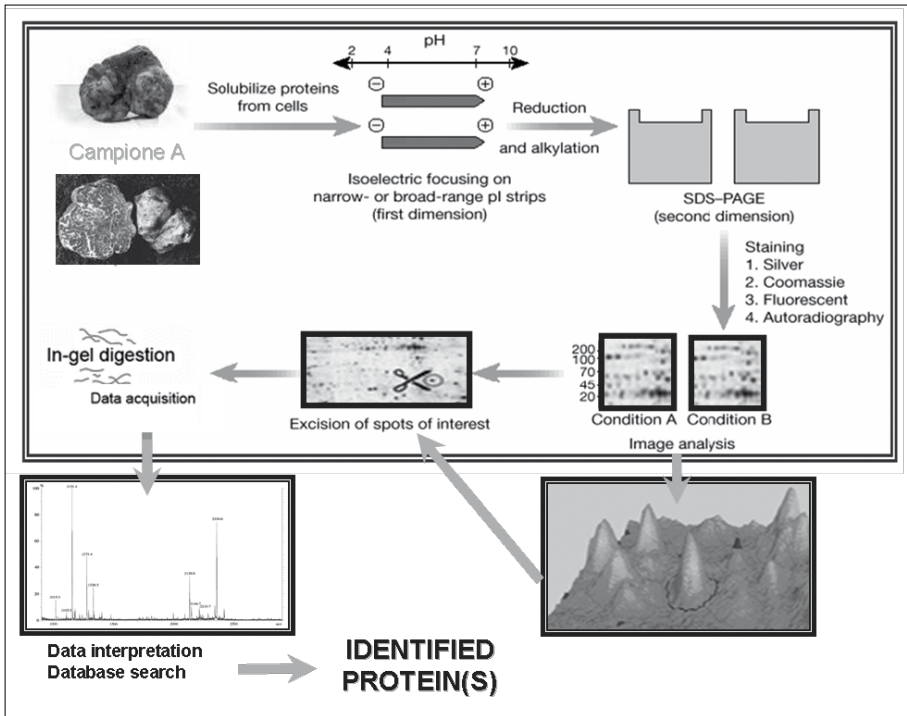 pH
2 4 7 10
Solubilize proteins
from cells
Campione A
Reduction
and alkylation
Isoelectric focusing on
narrow- or broad-range pI strips
(first dimension)
SDS–PAGE
(second dimension)
Staining
1. Silver
2. Coomassie
3. Fluorescent
4. Autoradiography
In-gel digestion
Data acquisition
Excision of spots of interest
200
100
70
45
20
Condition A Condition B
Image analysis
Data interpretation
Database search
IDENTIFIED
PROTEIN(S)